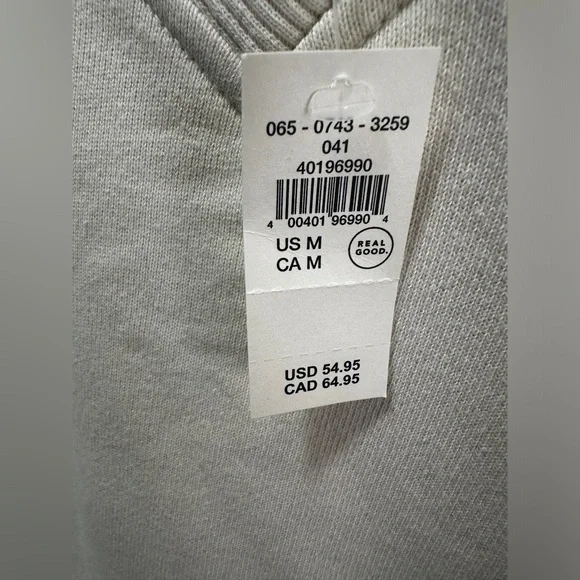 065 - 0743 - 3259
041
40196990
4 00401 96990 4
US M
CA M
REAL
GOOD.
USD 54.95
CAD 64.95